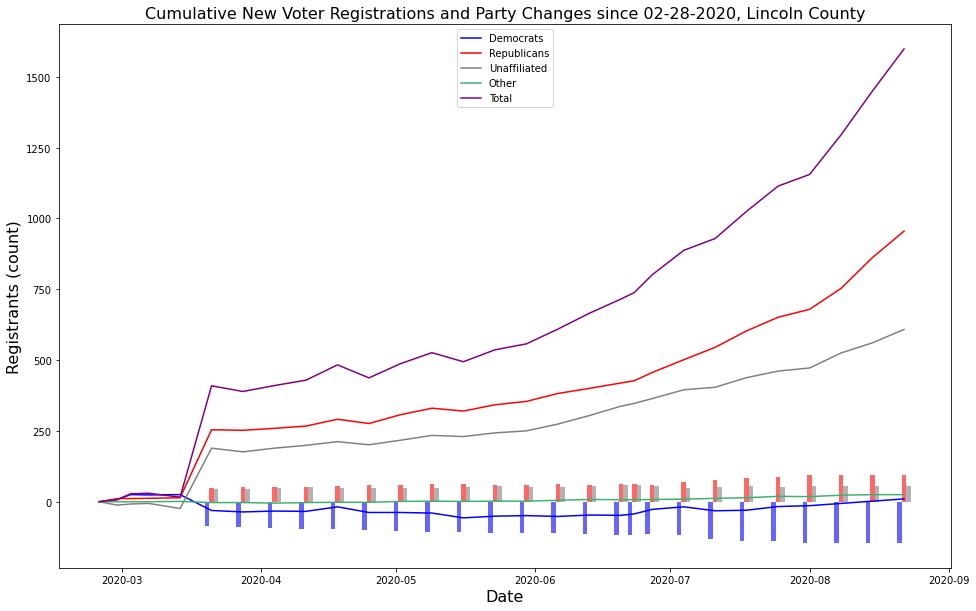 Cumulative New Voter Registrations and Party Changes since 02-28-2020, Lincoln County
Democrats
Republicans
Unaffiliated
Other
Total
Registrants (count)
1500
1250
1000
750
500
250
0
2020-03 2020-04 2020-05 2020-06 2020-07 2020-08 2020-09
Date